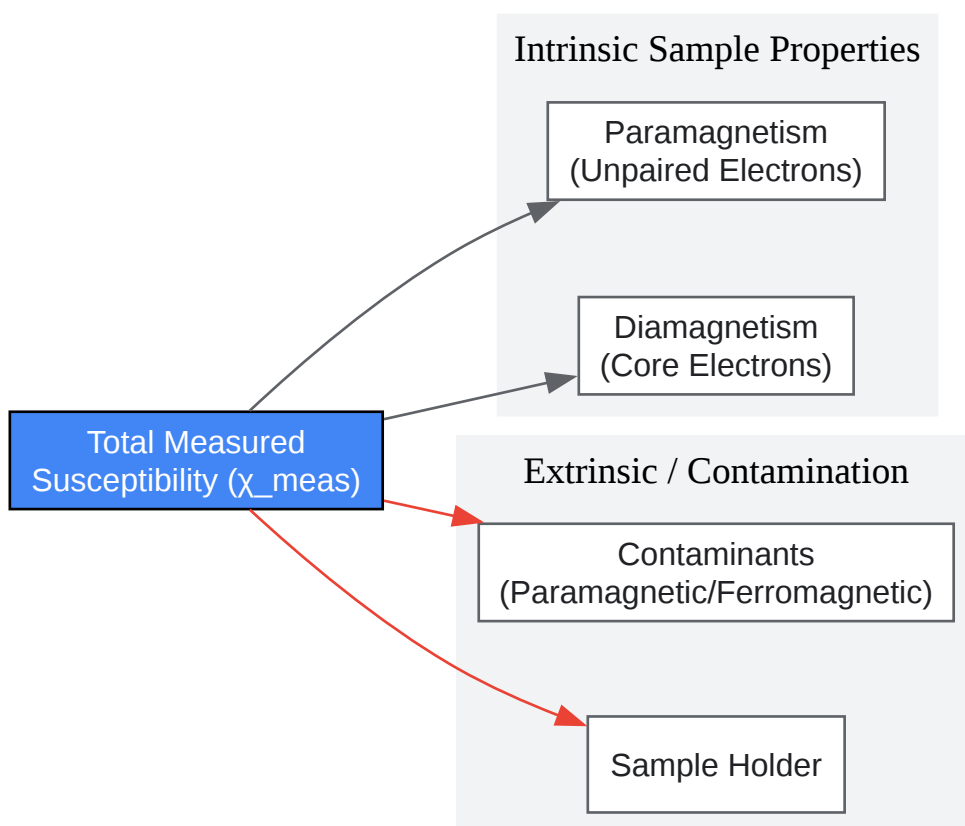 Intrinsic Sample Properties
Paramagnetism
(Unpaired Electrons)
Diamagnetism
(Core Electrons)
Total Measured
Susceptibility (χ_meas)
Extrinsic / Contamination
Contaminants
(Paramagnetic/Ferromagnetic)
Sample Holder